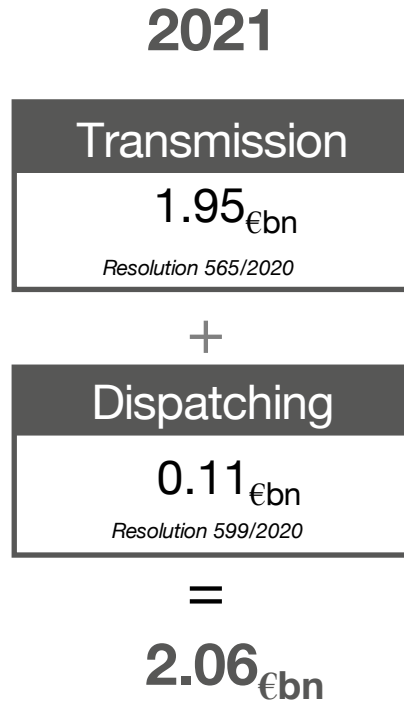 2021
Transmission
1.95€bn
Resolution 565/2020
+
Dispatching
0.11€bn
Resolution 599/2020
=
2.06€bn